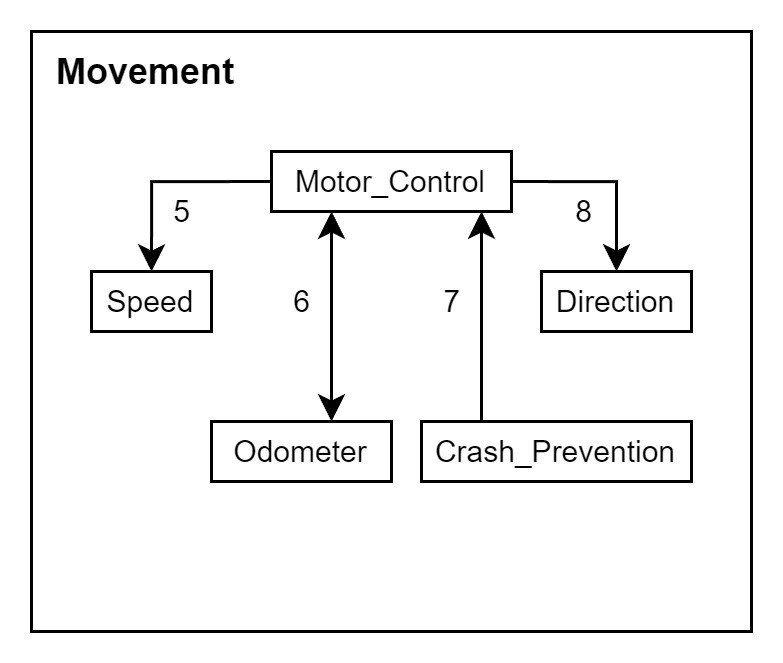 Movement
Motor_Control
5
8
Speed
6
7
Direction
Odometer
Crash_Prevention